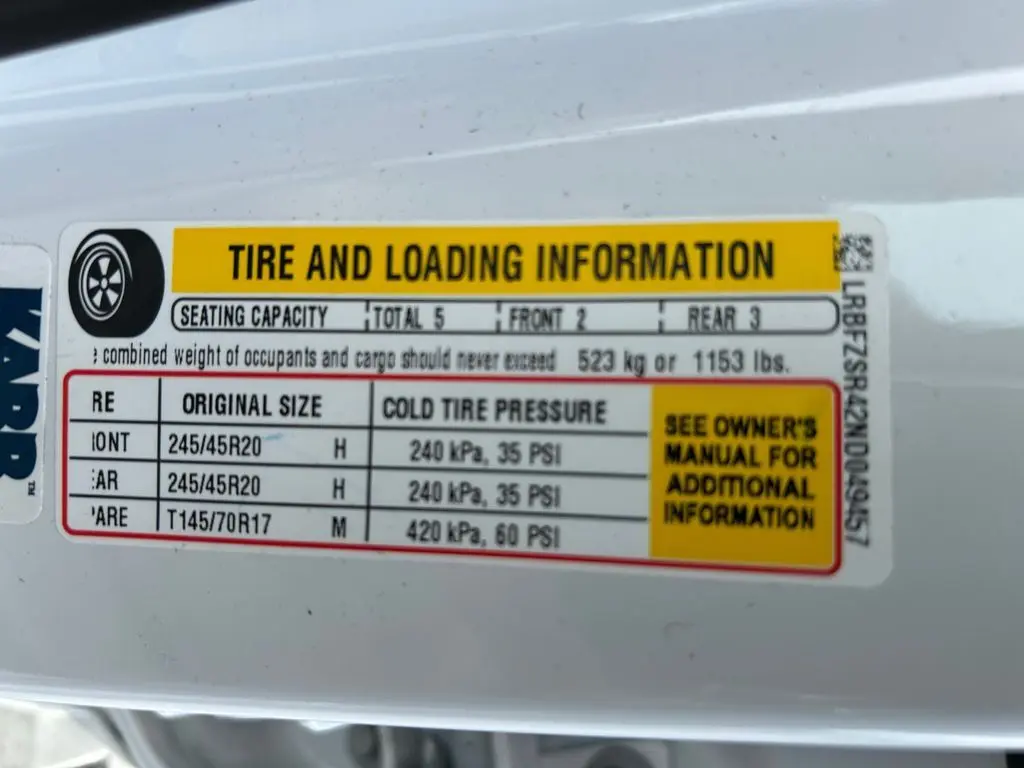 TIRE AND LOADING INFORMATION
SEATING CAPACITY TOTAL 5 FRONT 2 REAR 3
combined weight of occupants and cargo should never exceed 523 kg or 1153 lbs.
RE ORIGINAL SIZE COLD TIRE PRESSURE
ONT 245/45R20 H 240 kPa, 35 PSI
AR 245/45R20 H 240 kPa, 35 PSI
PARE T145/70R17 M 420 kPa, 60 PSI
SEE OWNER'S
MANUAL FOR
ADDITIONAL
INFORMATION
LRBFZSR42ND049457
KARR™